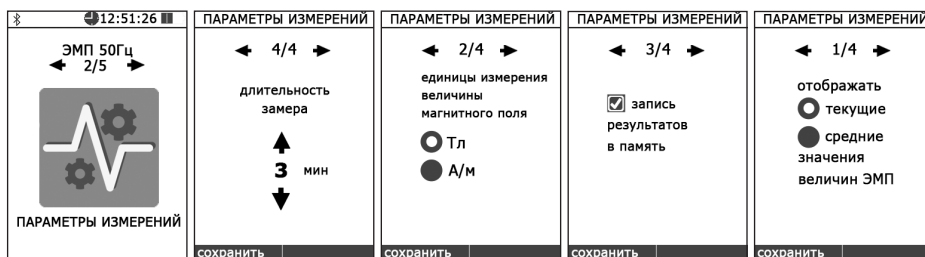 12:51:26
ЭМП 50Гц
2/5
ПАРАМЕТРЫ ИЗМЕРЕНИЙ
ПАРАМЕТРЫ ИЗМЕРЕНИЙ
4/4
длительность
замера
3 мин
сохранить
ПАРАМЕТРЫ ИЗМЕРЕНИЙ
2/4
единицы измерения
величины
магнитного поля
Тл
А/м
сохранить
ПАРАМЕТРЫ ИЗМЕРЕНИЙ
3/4
запись
результатов
в память
сохранить
ПАРАМЕТРЫ ИЗМЕРЕНИЙ
1/4
отображать
текущие
средние
значения
величин ЭМП
сохранить